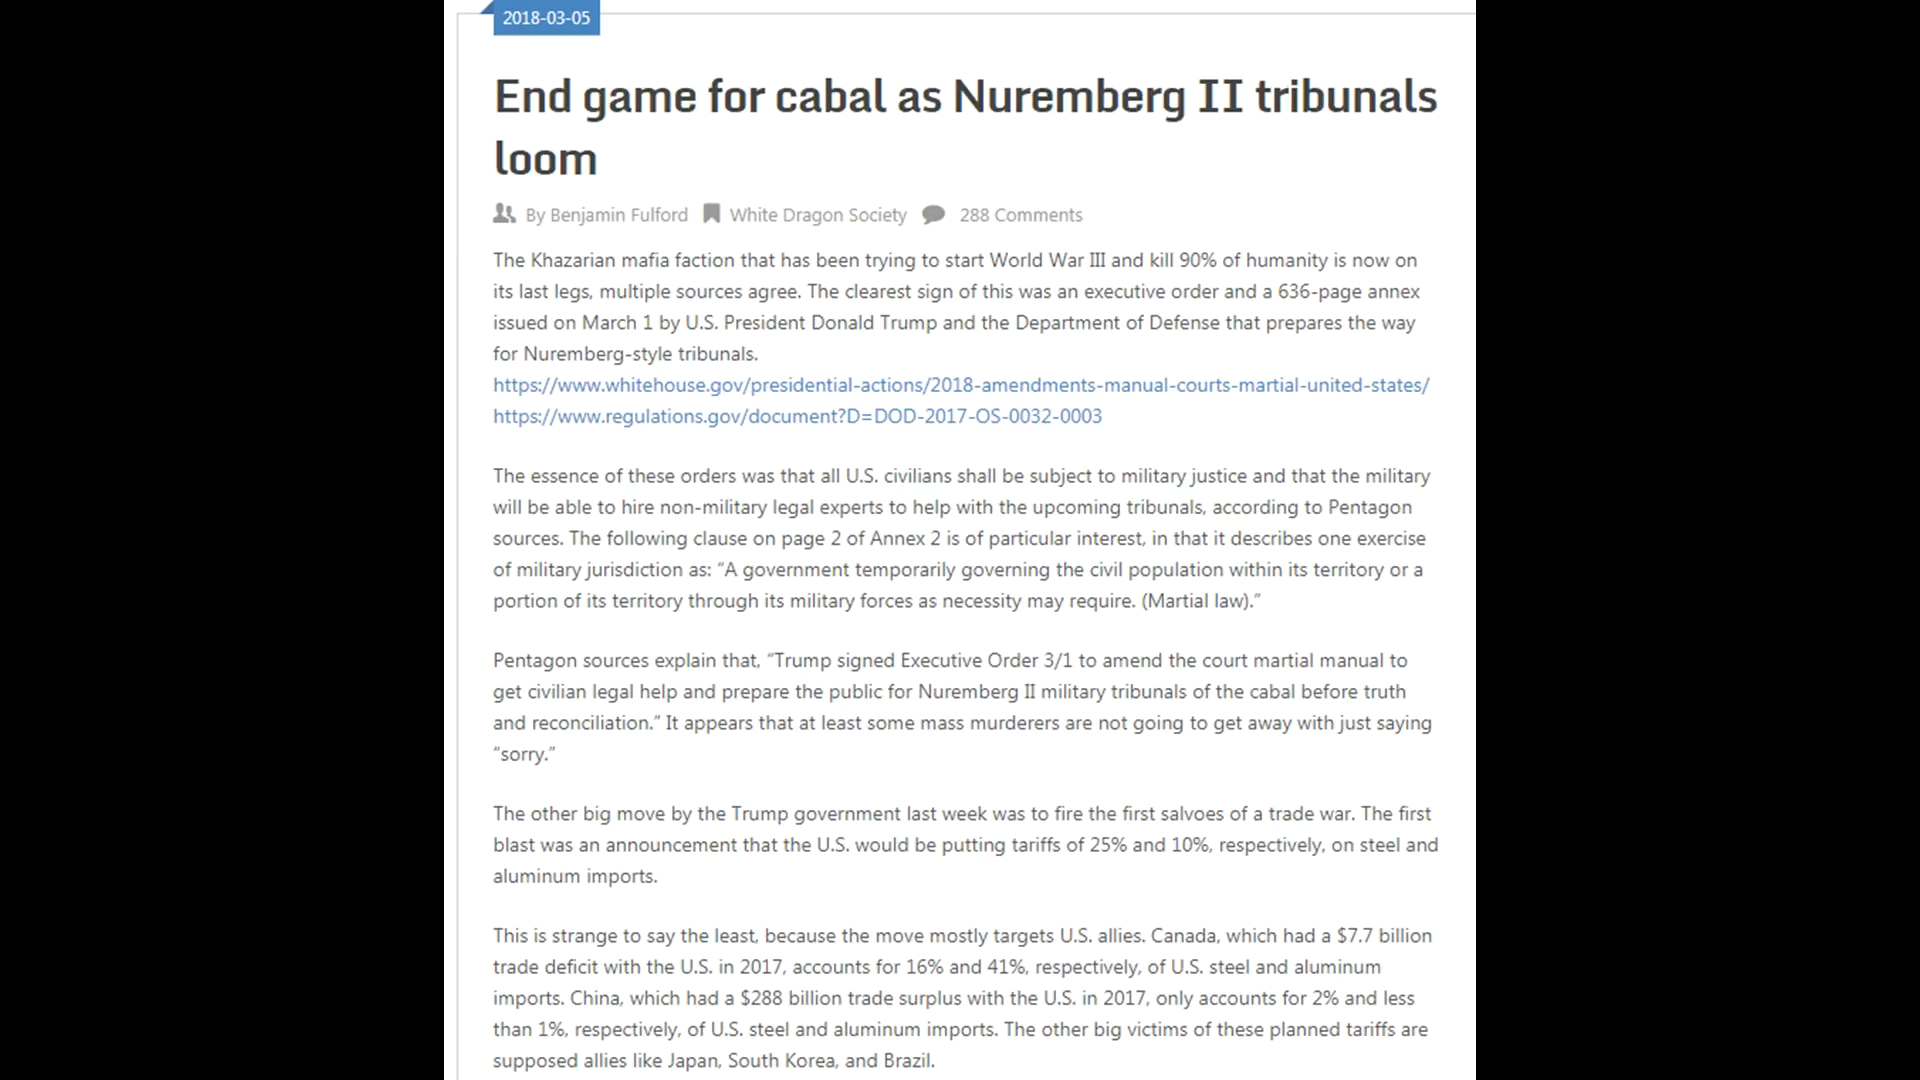 2018-03-05
End game for cabal as Nuremberg II tribunals
loom
By Benjamin Fulford White Dragon Society 288 Comments
The Khazarian mafia faction that has been trying to start World War III and kill 90% of humanity is now on
its last legs, multiple sources agree. The clearest sign of this was an executive order and a 636-page annex
issued on March 1 by U.S. President Donald Trump and the Department of Defense that prepares the way
for Nuremberg-style tribunals.
https://www.whitehouse.gov/presidential-actions/2018-amendments-manual-courts-martial-united-states/
https://www.regulations.gov/document?D=DOD-2017-OS-0032-0003
The essence of these orders was that all U.S. civilians shall be subject to military justice and that the military
will be able to hire non-military legal experts to help with the upcoming tribunals, according to Pentagon
sources. The following clause on page 2 of Annex 2 is of particular interest, in that it describes one exercise
of military jurisdiction as: “A government temporarily governing the civil population within its territory or a
portion of its territory through its military forces as necessity may require. (Martial law).”
Pentagon sources explain that, “Trump signed Executive Order 3/1 to amend the court martial manual to
get civilian legal help and prepare the public for Nuremberg II military tribunals of the cabal before truth
and reconciliation.” It appears that at least some mass murderers are not going to get away with just saying
“sorry.”
The other big move by the Trump government last week was to fire the first salvoes of a trade war. The first
blast was an announcement that the U.S. would be putting tariffs of 25% and 10%, respectively, on steel and
aluminum imports.
This is strange to say the least, because the move mostly targets U.S. allies. Canada, which had a $7.7 billion
trade deficit with the U.S. in 2017, accounts for 16% and 41%, respectively, of U.S. steel and aluminum
imports. China, which had a $288 billion trade surplus with the U.S. in 2017, only accounts for 2% and less
than 1%, respectively, of U.S. steel and aluminum imports. The other big victims of these planned tariffs are
supposed allies like Japan, South Korea, and Brazil.